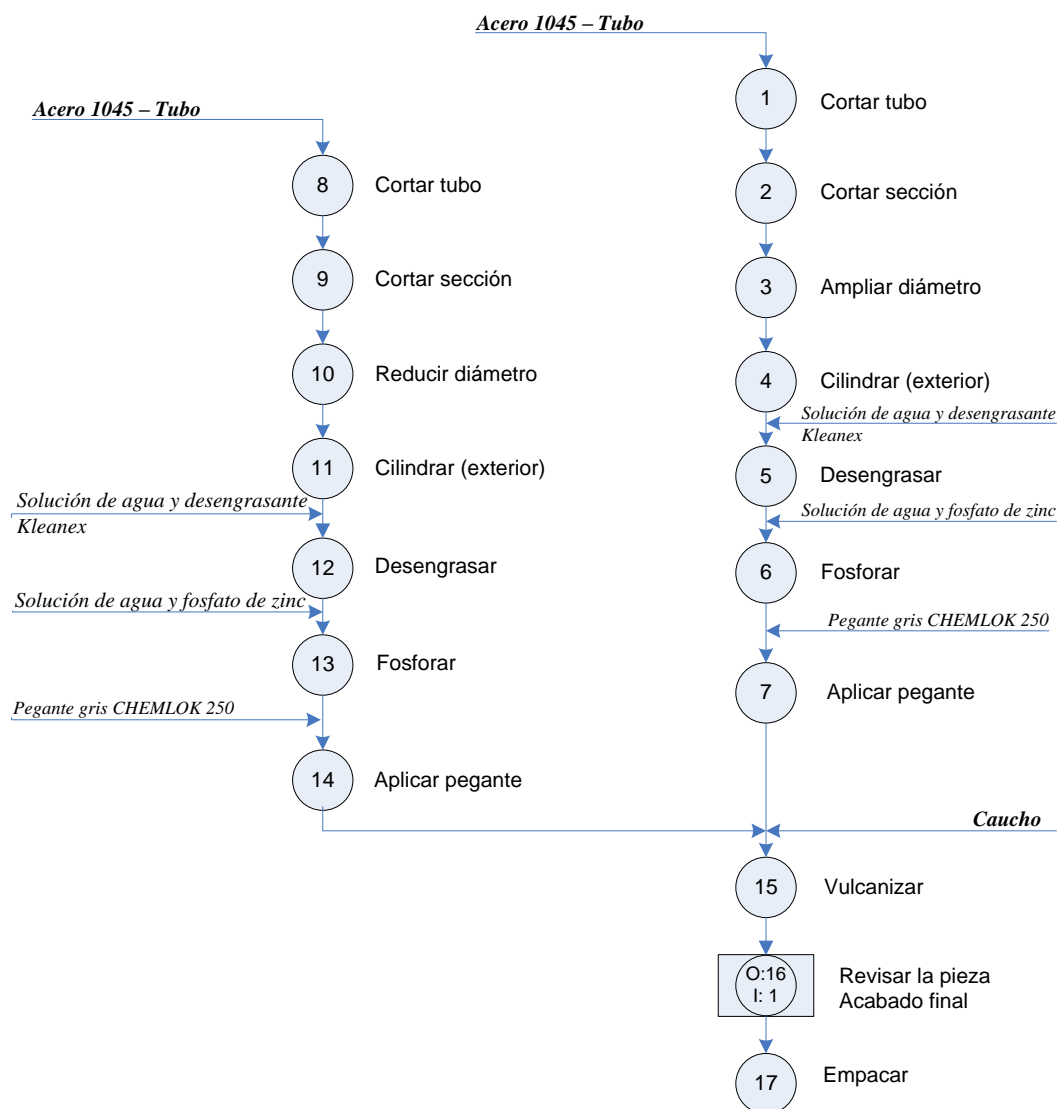 Acero 1045 – Tubo
1
Cortar tubo
2
Cortar sección
3
Ampliar diámetro
4
Cilindrar (exterior)
Solución de agua y desengrasante
Kleanex
5
Desengrasar
Solución de agua y fosfato de zinc
6
Fosforar
Pegante gris CHEMLOK 250
7
Aplicar pegante
Acero 1045 – Tubo
8
Cortar tubo
9
Cortar sección
10
Reducir diámetro
11
Cilindrar (exterior)
Solución de agua y desengrasante
Kleanex
12
Desengrasar
Solución de agua y fosfato de zinc
13
Fosforar
Pegante gris CHEMLOK 250
14
Aplicar pegante
Caucho
15
Vulcanizar
O:16
I: 1
Revisar la pieza
Acabado final
17
Empacar